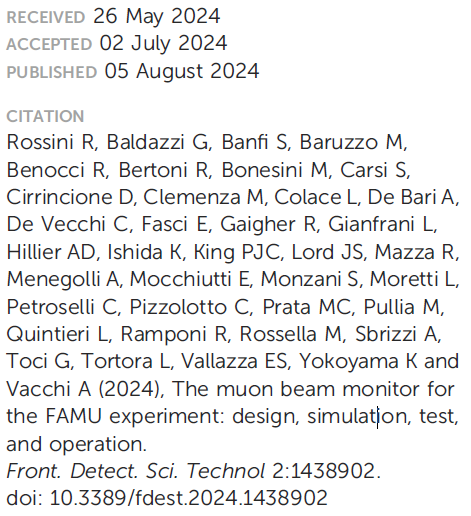 RECEIVED 26 May 2024
ACCEPTED 02 July 2024
PUBLISHED 05 August 2024
CITATION
Rossini R, Baldazzi G, Banfi S, Baruzzo M,
Benocci R, Bertoni R, Bonesini M, Carsi S,
Cirrincione D, Clemenza M, Colace L, De Bari A,
De Vecchi C, Fasci E, Gaigher R, Gianfrani L,
Hillier AD, Ishida K, King PJC, Lord JS, Mazza R,
Menegolli A, Mocchiutti E, Monzani S, Moretti L,
Petroselli C, Pizzolotto C, Prata MC, Pullia M,
Quintieri L, Ramponi R, Rossella M, Sbrizzi A,
Toci G, Tortora L, Vallazza ES, Yokoyama K and
Vacchi A (2024), The muon beam monitor for
the FAMU experiment: design, simulation, test,
and operation.
Front. Detect. Sci. Technol 2:1438902.
doi: 10.3389/fdest.2024.1438902